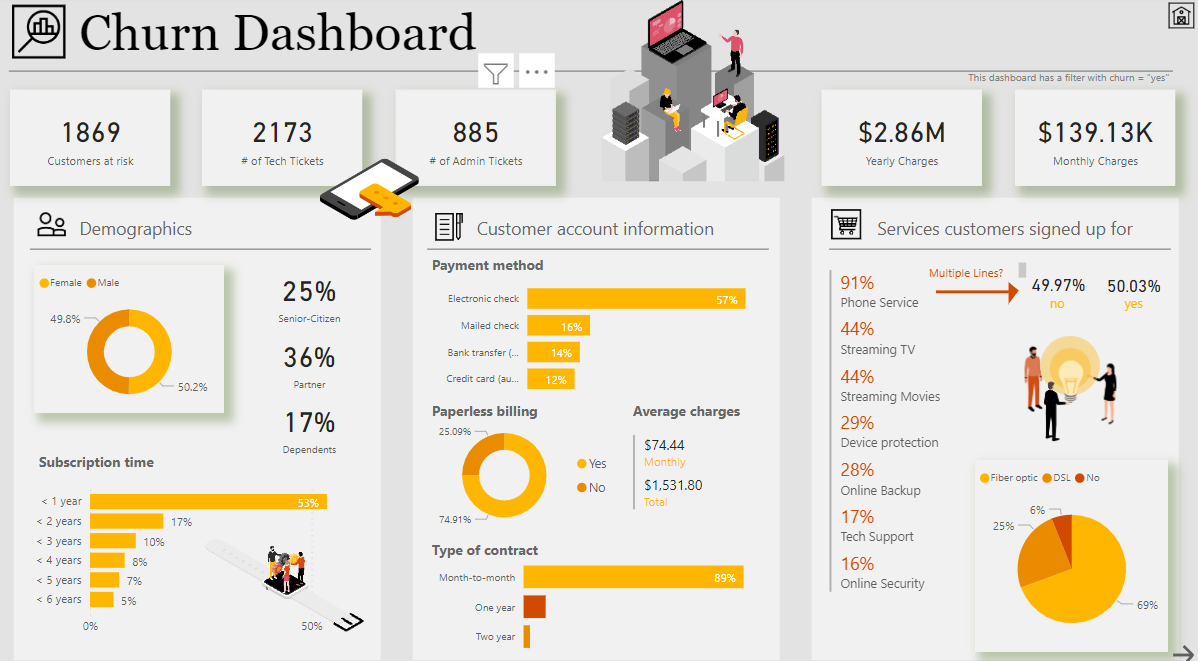 Churn Dashboard
This dashboard has a filter with churn = "yes"
1869
Customers at risk
2173
# of Tech Tickets
885
# of Admin Tickets
$2.86M
Yearly Charges
$139.13K
Monthly Charges
Demographics
Female Male
49.8%
50.2%
25%
Senior-Citizen
36%
Partner
17%
Dependents
Subscription time
< 1 year 53%
< 2 years 17%
< 3 years 10%
< 4 years 8%
< 5 years 7%
< 6 years 5%
0% 50%
Customer account information
Payment method
Electronic check 57%
Mailed check 16%
Bank transfer (... 14%
Credit card (au... 12%
Paperless billing
25.09%
74.91%
Yes
No
Average charges
$74.44
Monthly
$1,531.80
Total
Type of contract
Month-to-month 89%
One year
Two year
Services customers signed up for
91%
Phone Service
Multiple Lines?
49.97%
no
50.03%
yes
44%
Streaming TV
44%
Streaming Movies
29%
Device protection
28%
Online Backup
17%
Tech Support
16%
Online Security
Fiber optic DSL No
6%
25%
69%